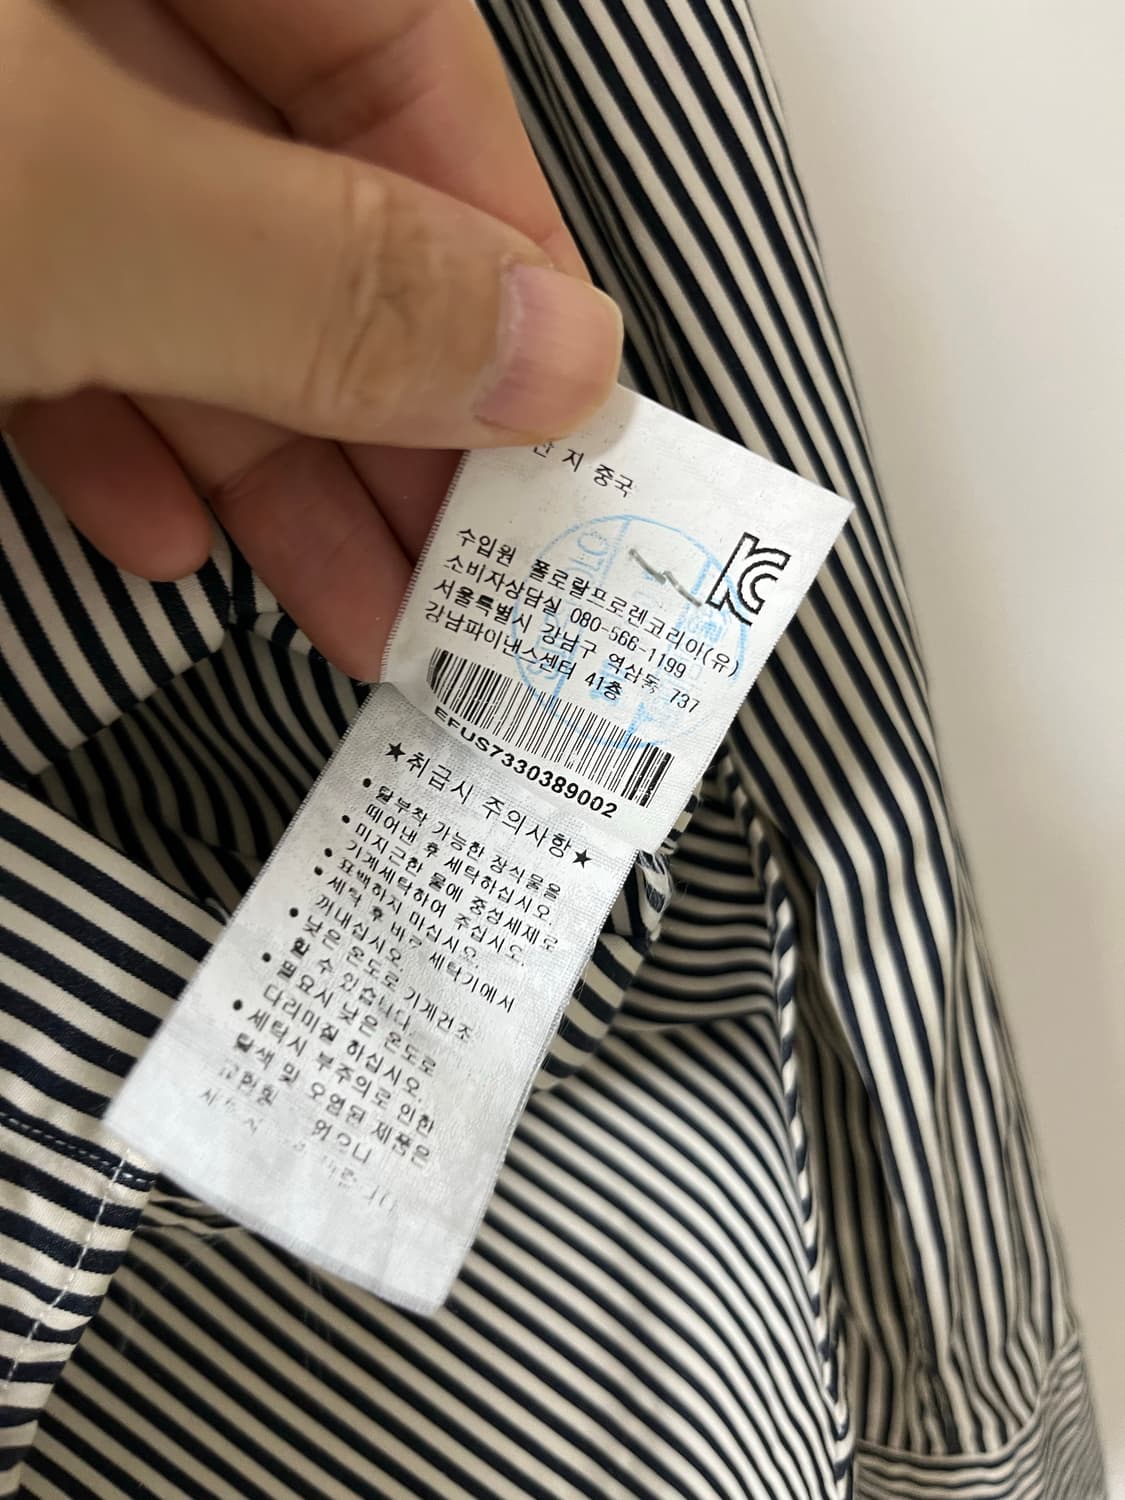 산 지 중국
수입원 폴로랄프로렌코리아(유)
소비자상담실 080-566-1199
서울특별시 강남구 역삼동 737
강남파이낸스센터 41층
EFUS7330389002
★취급시 주의사항★
• 탈부착 가능한 장식물을
떼어낸 후 세탁하십시오.
• 미지근한 물에 중성세제로
기계세탁하여 주십시오.
• 표백하지 마십시오.
• 세탁 후 바로 세탁기에서
꺼내십시오.
• 낮은 온도로 기계건조
할 수 있습니다.
• 필요시 낮은 온도로
다리미질 하십시오.
• 세탁시 부주의로 인한
탈색 및 오염된 제품은